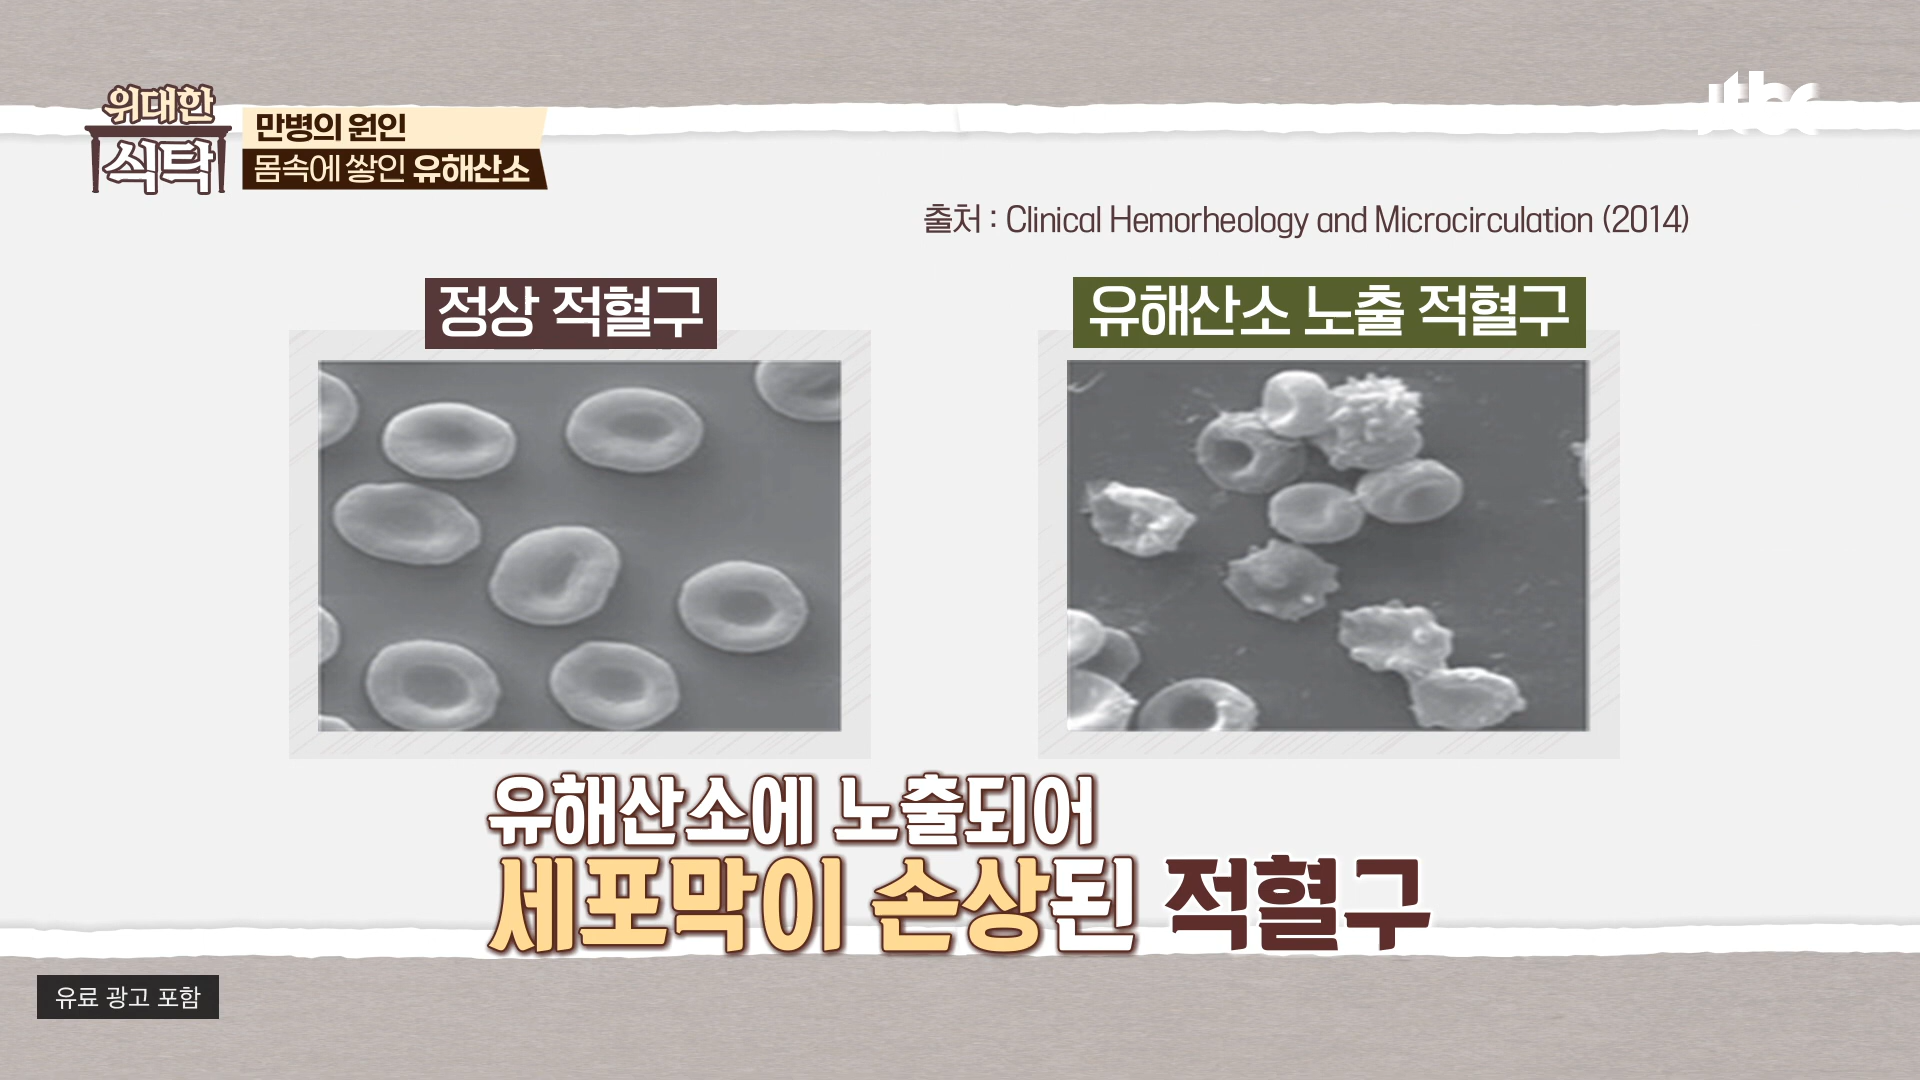 위대한
식탁
만병의 원인
몸속에 쌓인 유해산소
jtbc
출처 : Clinical Hemorheology and Microcirculation (2014)
정상 적혈구
유해산소 노출 적혈구
유해산소에 노출되어
세포막이 손상된 적혈구
유료 광고 포함